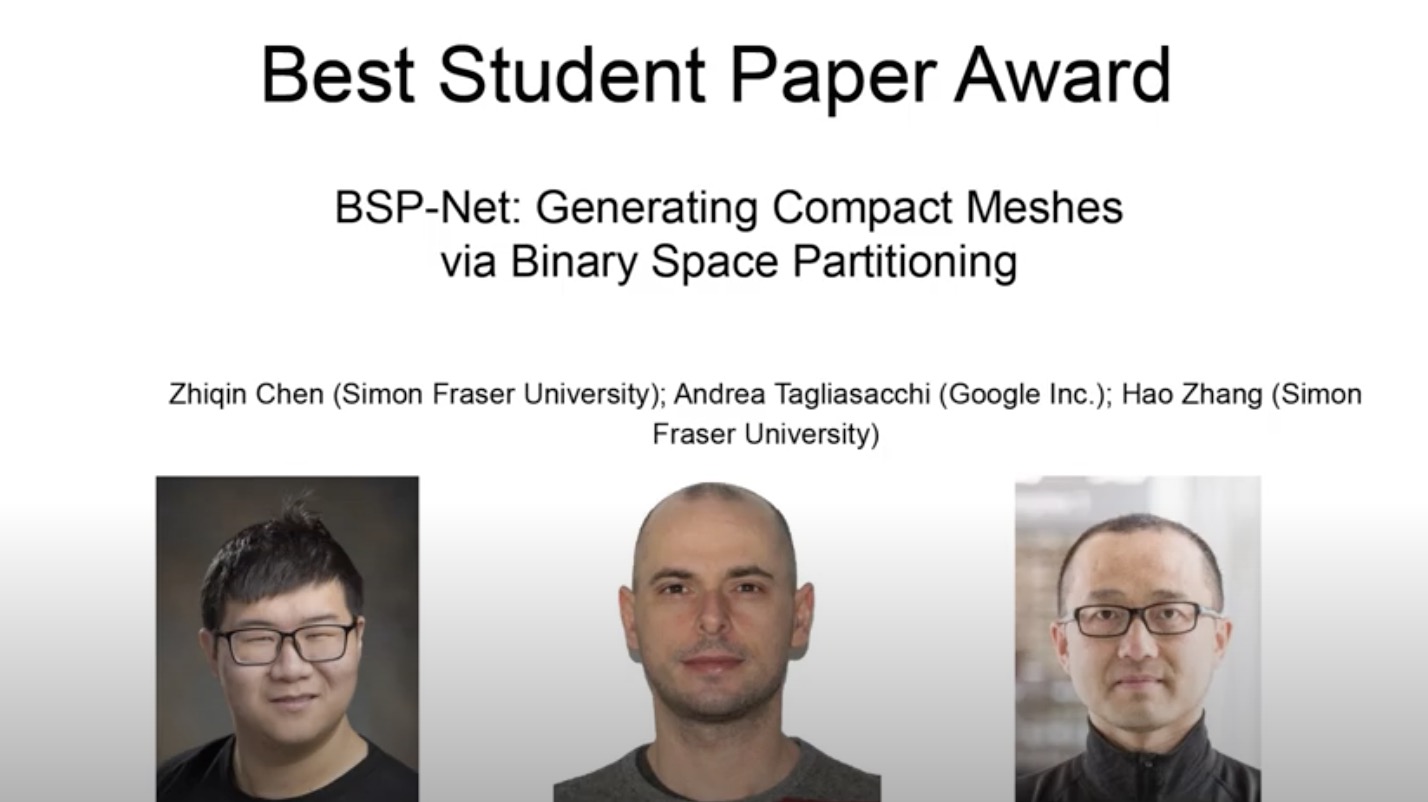 Best Student Paper Award
BSP-Net: Generating Compact Meshes
via Binary Space Partitioning
Zhiqin Chen (Simon Fraser University); Andrea Tagliasacchi (Google Inc.); Hao Zhang (Simon
Fraser University)